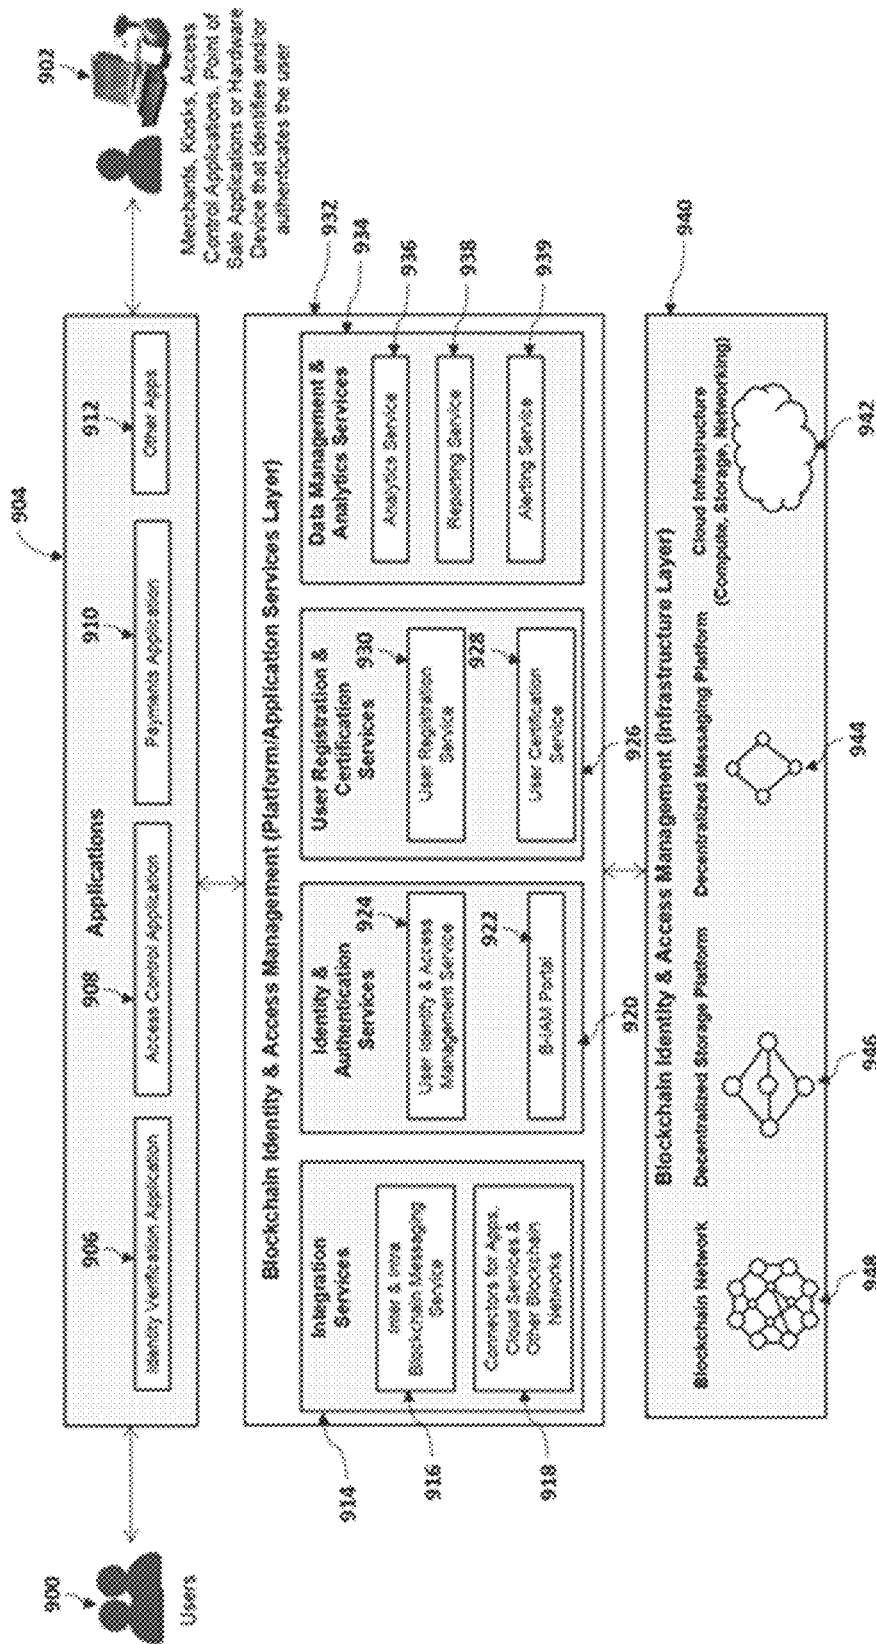 900
Users
902
Merchants, Kiosks, Access
Control Applications, Point of
Sale Applications or Hardware
Device that identifies and/or
authenticates the user
904
Applications
906
Identity Verification Application
908
Access Control Application
910
Payments Application
912
Other Apps
Blockchain Identity & Access Management (Platform/Application Services Layer)
932
914
Integration
Services
916
Inter & Intra
Blockchain Messaging
Service
918
Connectors for Apps,
Cloud Services &
Other Blockchain
Networks
Identity &
Authentication
Services
924
User Identity & Access
Management Service
922
B-IAM Portal
920
User Registration &
Certification
Services
930
User Registration
Service
928
User Certification
Service
926
934
Data Management &
Analytics Services
936
Analytics Service
938
Reporting Service
939
Alerting Service
940
Blockchain Identity & Access Management (Infrastructure Layer)
Blockchain Network
948
Decentralized Storage Platform
946
Decentralized Messaging Platform
944
Cloud Infrastructure
(Compute, Storage, Networking)
942